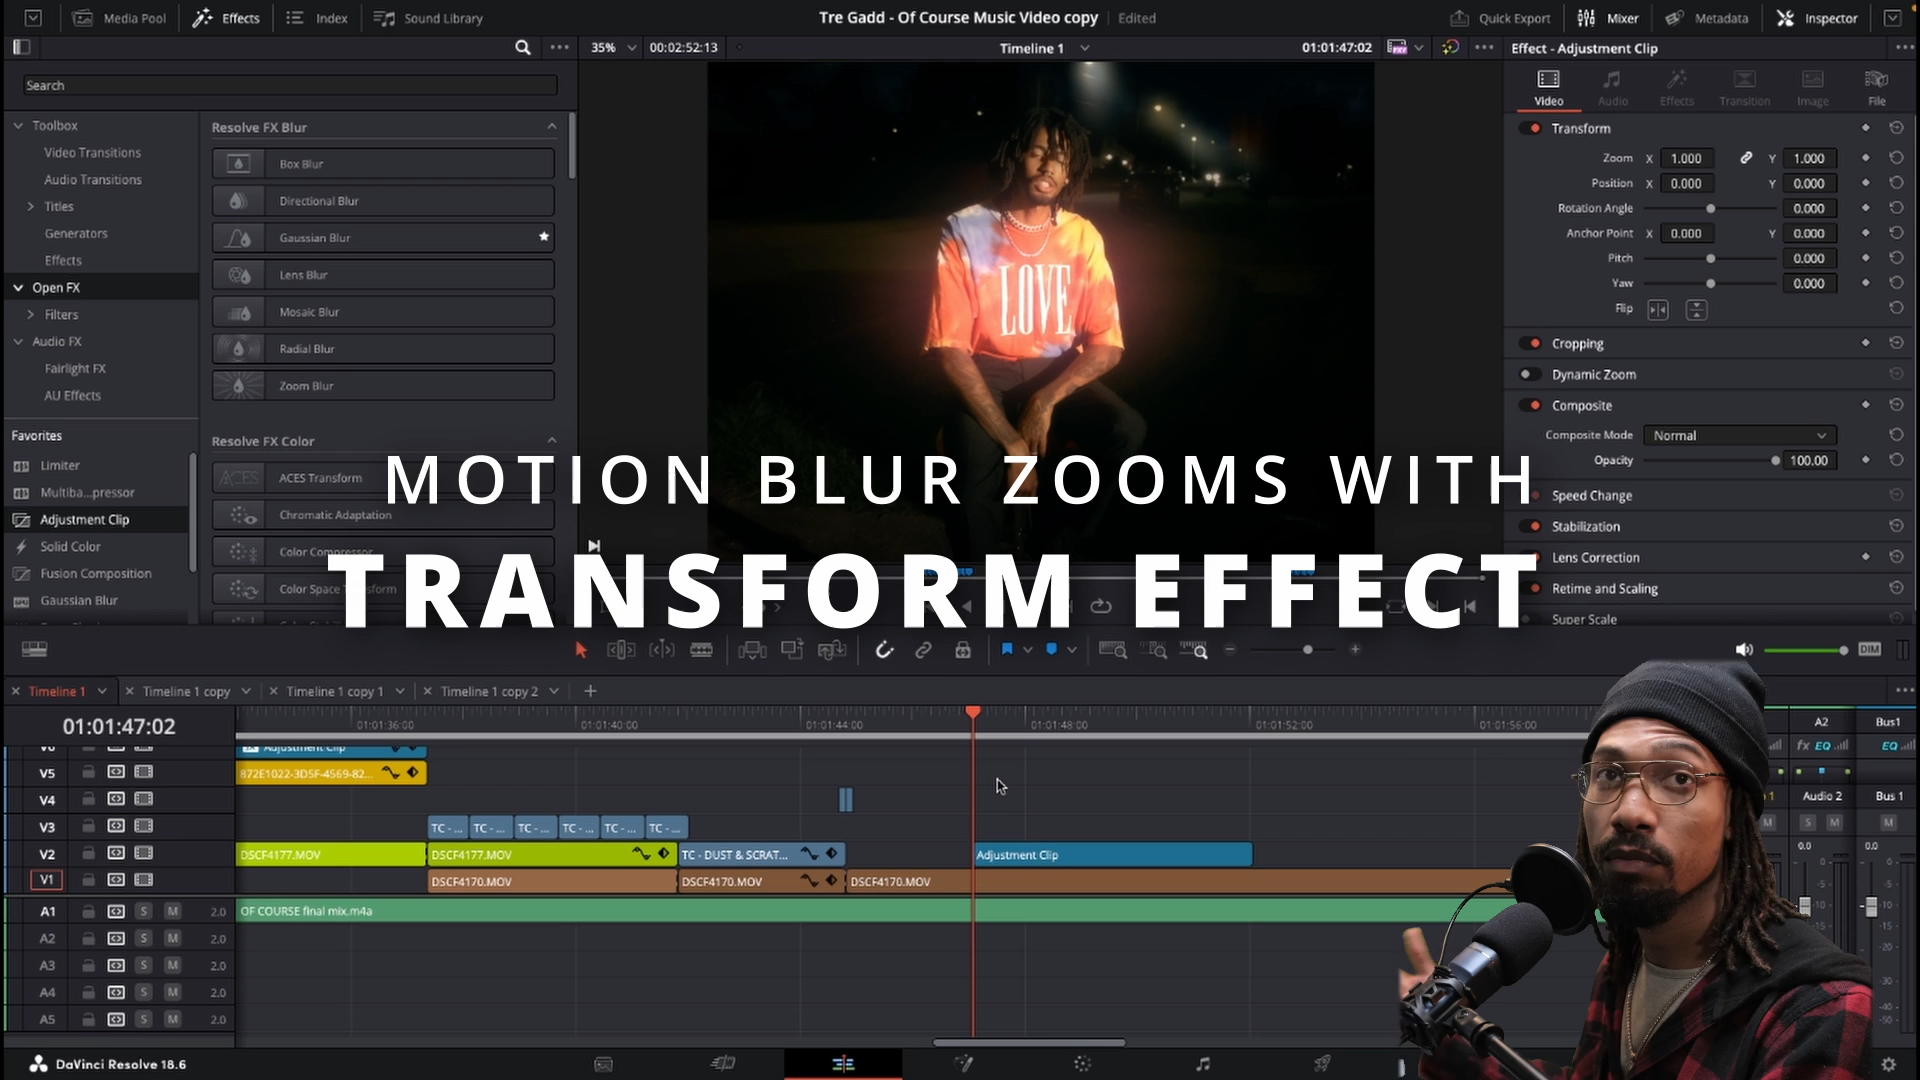 Media Pool Effects Index Sound Library Tre Gadd - Of Course Music Video copy Edited Quick Export Mixer Metadata Inspector
35% 00:02:52:13 Timeline 1 01:01:47:02 Effect - Adjustment Clip
Search
Video Audio Effects Transition Image File
Toolbox
Video Transitions
Audio Transitions
Titles
Generators
Effects
Open FX
Filters
Audio FX
Fairlight FX
AU Effects
Favorites
Limiter
Multiba...pressor
Adjustment Clip
Solid Color
Fusion Composition
Gaussian Blur
Resolve FX Blur
Box Blur
Directional Blur
Gaussian Blur
Lens Blur
Mosaic Blur
Radial Blur
Zoom Blur
Resolve FX Color
ACES Transform
Chromatic Adaptation
Color Compressor
Color Space Transform
LOVE
Transform
Zoom X 1.000 Y 1.000
Position X 0.000 Y 0.000
Rotation Angle 0.000
Anchor Point X 0.000 Y 0.000
Pitch 0.000
Yaw 0.000
Flip
Cropping
Dynamic Zoom
Composite
Composite Mode Normal
Opacity 100.00
Speed Change
Stabilization
Lens Correction
Retime and Scaling
Super Scale
MOTION BLUR ZOOMS WITH
TRANSFORM EFFECT
DIM
Timeline 1 Timeline 1 copy Timeline 1 copy 1 Timeline 1 copy 2
01:01:47:02 01:01:36:00 01:01:40:00 01:01:44:00 01:01:48:00 01:01:52:00 01:01:56:00
Adjustment Clip
V5 872E1022-3D5F-4569-82...
V4
V3 TC - ... TC - ... TC - ... TC - ... TC - ... TC - ...
V2 DSCF4177.MOV DSCF4177.MOV TC - DUST & SCRAT... Adjustment Clip
V1 DSCF4170.MOV DSCF4170.MOV DSCF4170.MOV
A1 S M 2.0 OF COURSE final mix.m4a
A2 S M 2.0
A3 S M 2.0
A4 S M 2.0
A5 S M 2.0
A2 Bus1
fx EQ EQ
Audio 2 Bus 1
M S M M
0.0 0.0
DaVinci Resolve 18.6